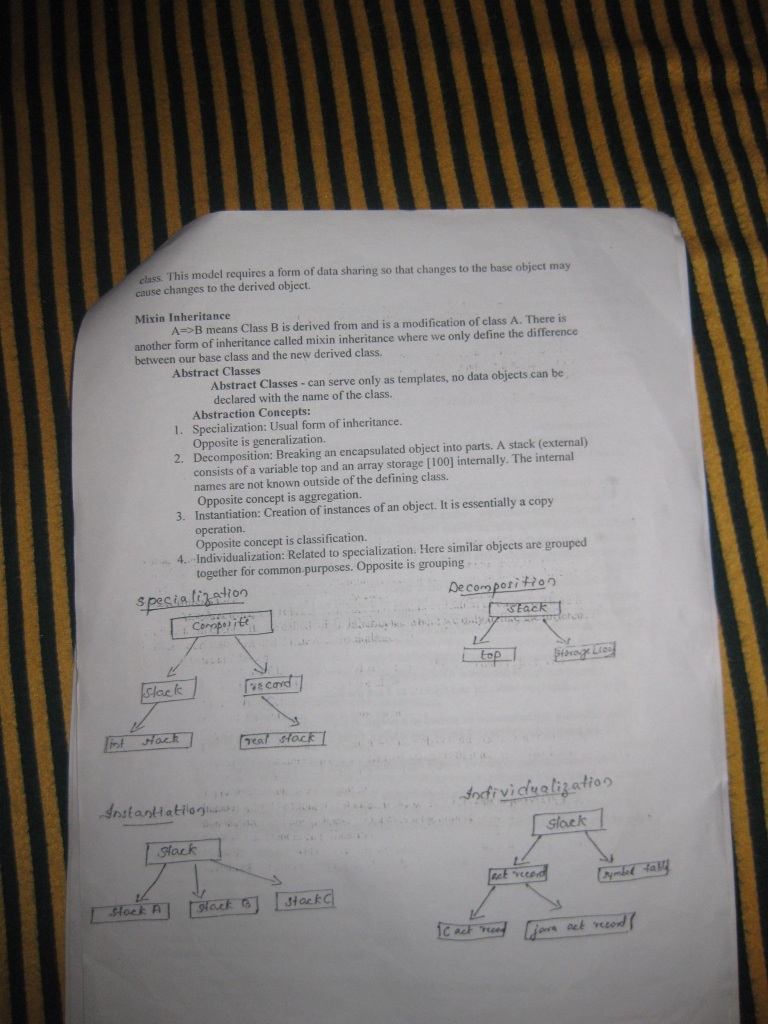 class. This model requires a form of data sharing so that changes to the base object may
cause changes to the derived object.
Mixin Inheritance
A=>B means Class B is derived from and is a modification of class A. There is
another form of inheritance called mixin inheritance where we only define the difference
between our base class and the new derived class.
Abstract Classes
Abstract Classes - can serve only as templates, no data objects can be
declared with the name of the class.
Abstraction Concepts:
1. Specialization: Usual form of inheritance.
Opposite is generalization.
2. Decomposition: Breaking an encapsulated object into parts. A stack (external)
consists of a variable top and an array storage [100] internally. The internal
names are not known outside of the defining class.
Opposite concept is aggregation.
3. Instantiation: Creation of instances of an object. It is essentially a copy
operation.
Opposite concept is classification.
4. Individualization: Related to specialization. Here similar objects are grouped
together for common purposes. Opposite is grouping
Specialization
Composite
Stack
record
int stack
real stack
Decomposition
Stack
top
Storage
Instantiation
Stack
Stack A
Stack B
Stack C
Individualization
Stack
act record
symbol table
C act record
java act record